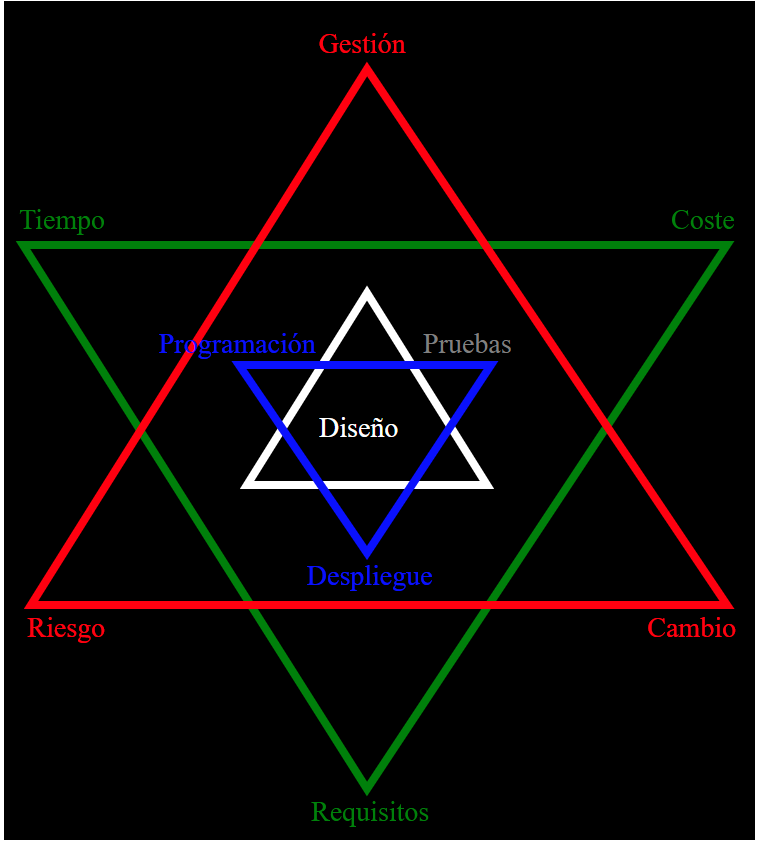 Gestión
Tiempo
Coste
Programación
Pruebas
Diseño
Despliegue
Riesgo
Cambio
Requisitos